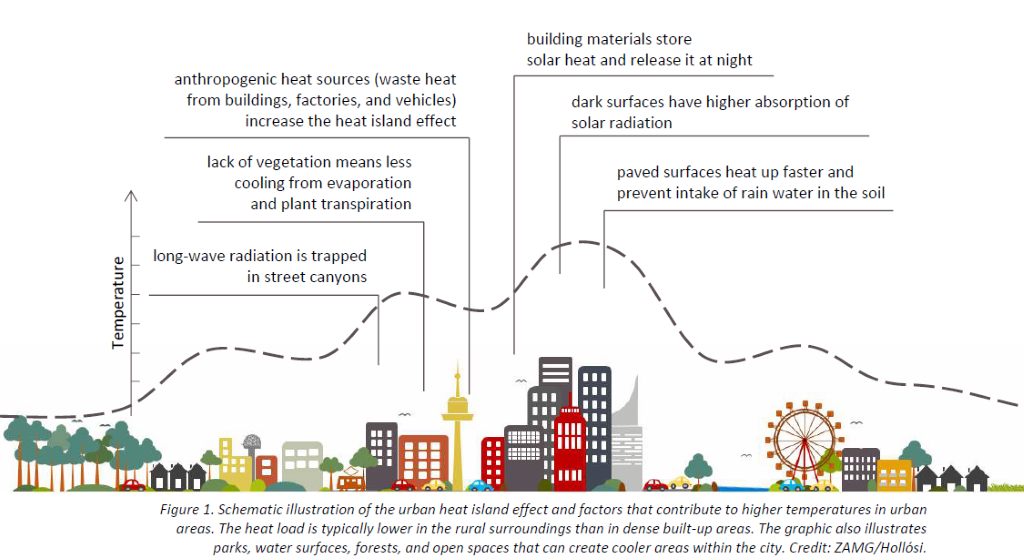 building materials store
solar heat and release it at night
anthropogenic heat sources (waste heat
from buildings, factories, and vehicles)
increase the heat island effect
dark surfaces have higher absorption of
solar radiation
lack of vegetation means less
cooling from evaporation
and plant transpiration
paved surfaces heat up faster and
prevent intake of rain water in the soil
long-wave radiation is trapped
in street canyons
Temperature
Figure 1. Schematic illustration of the urban heat island effect and factors that contribute to higher temperatures in urban
areas. The heat load is typically lower in the rural surroundings than in dense built-up areas. The graphic also illustrates
parks, water surfaces, forests, and open spaces that can create cooler areas within the city. Credit: ZAMG/Hollósi.